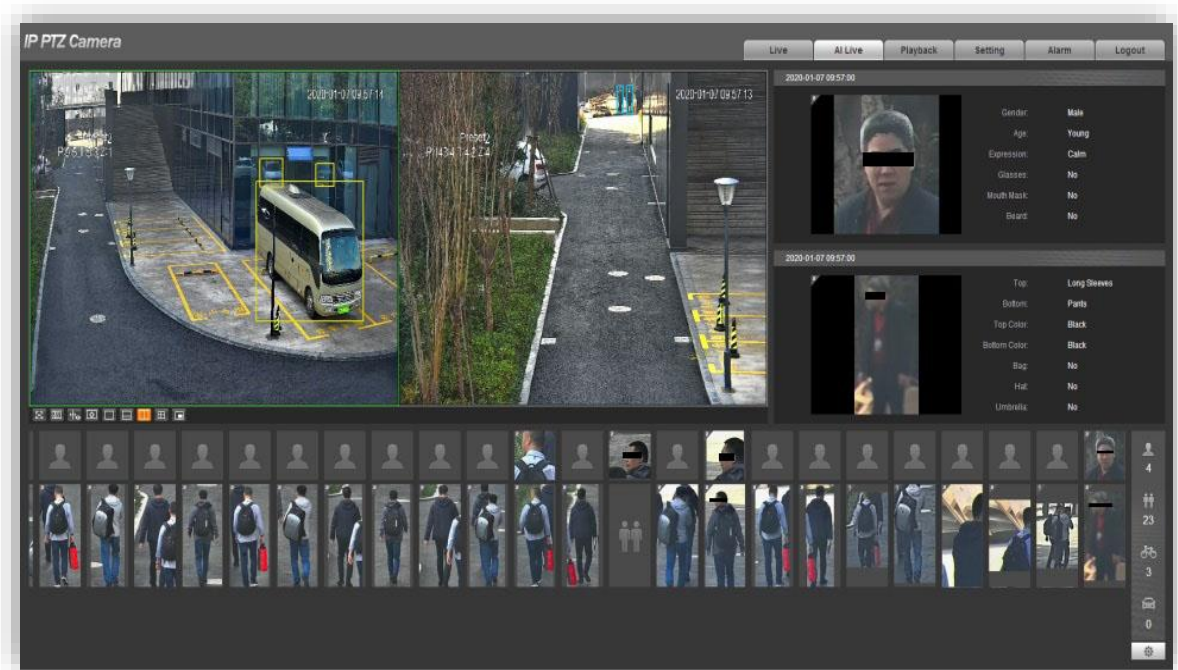 IP PTZ Camera
Live
AI Live
Playback
Setting
Alarm
Logout
2020-01-07 09:57:14
2020-01-07 09:57:13
Preset2
2020-01-07 09:57:00
Gender: Male
Age: Young
Expression: Calm
Glasses: No
Mouth Mask: No
Beard: No
2020-01-07 09:57:00
Top: Long Sleeves
Bottom: Pants
Top Color: Black
Bottom Color: Black
Bag: No
Hat: No
Umbrella: No
4
23
3
0